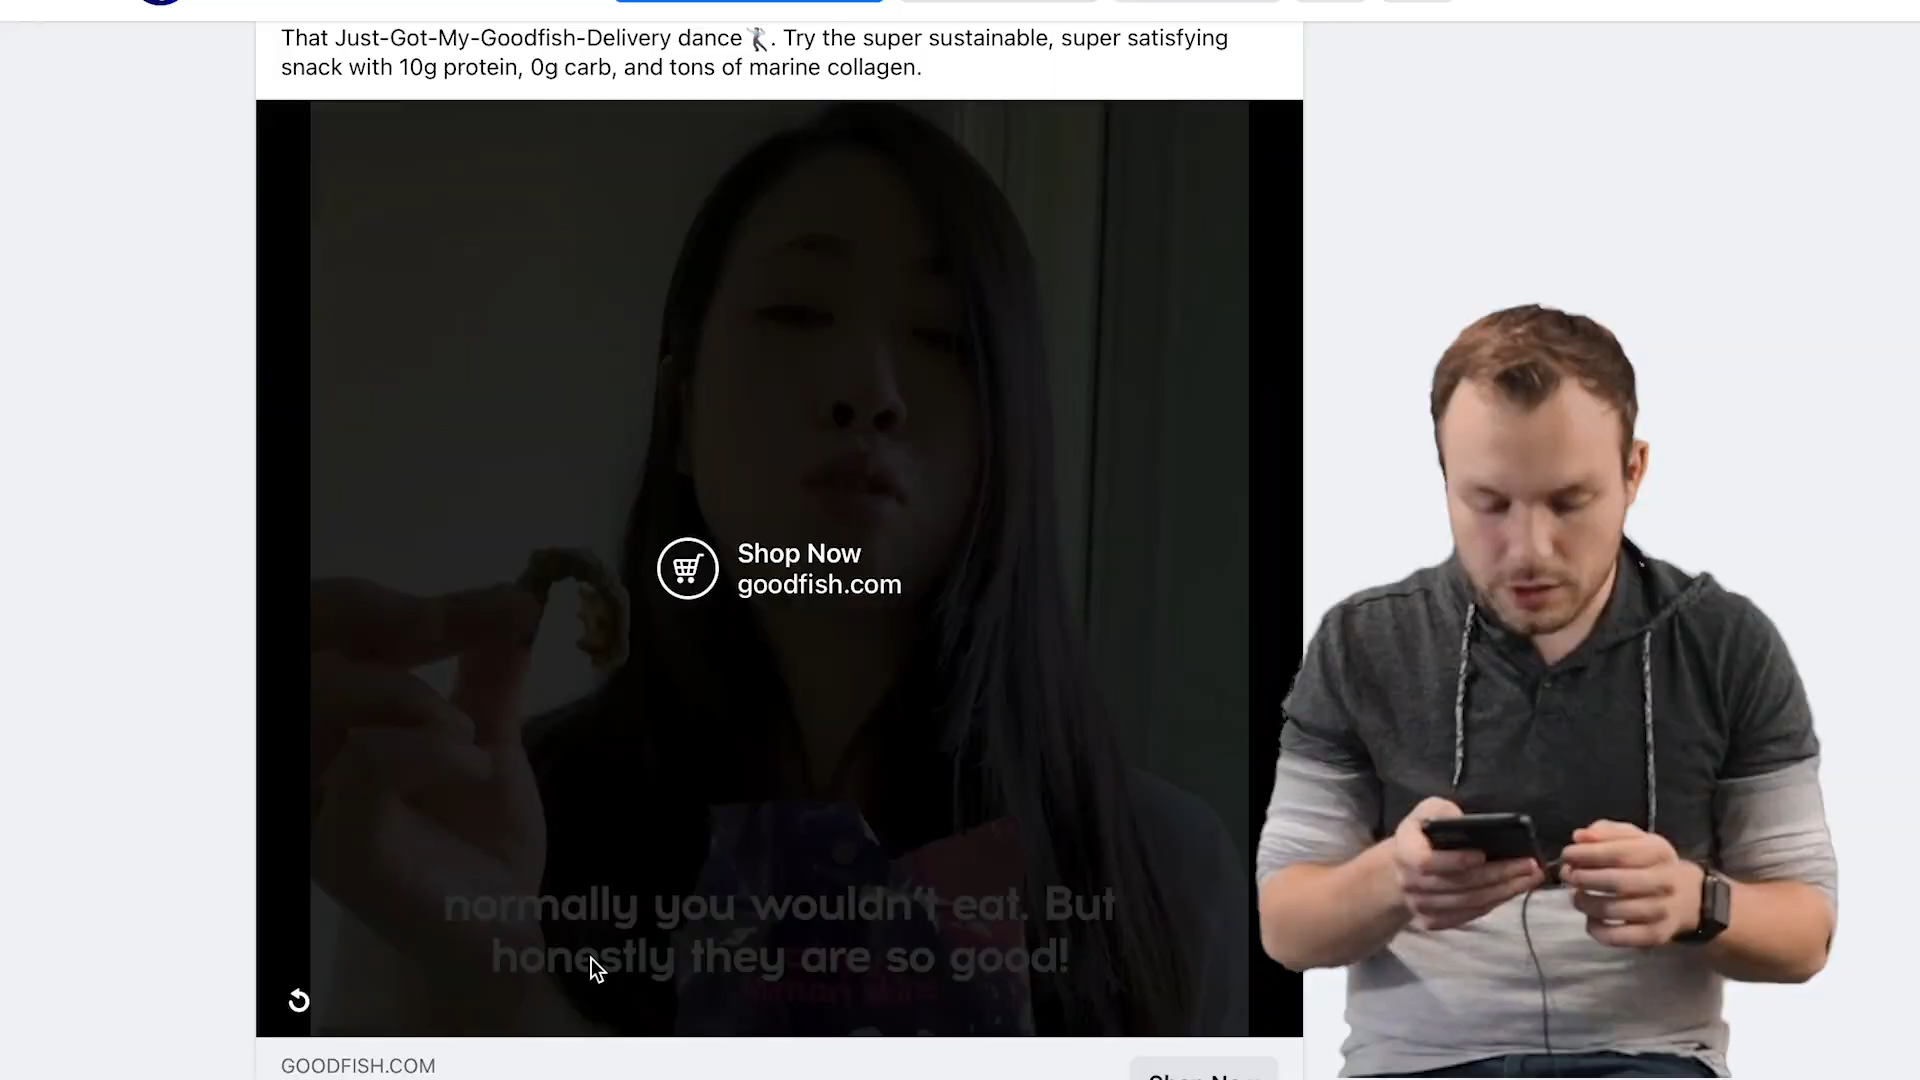 That Just-Got-My-Goodfish-Delivery dance🕺. Try the super sustainable, super satisfying
snack with 10g protein, 0g carb, and tons of marine collagen.
Shop Now
goodfish.com
normally you wouldn't eat. But
honestly they are so good!
GOODFISH.COM
Shop Now